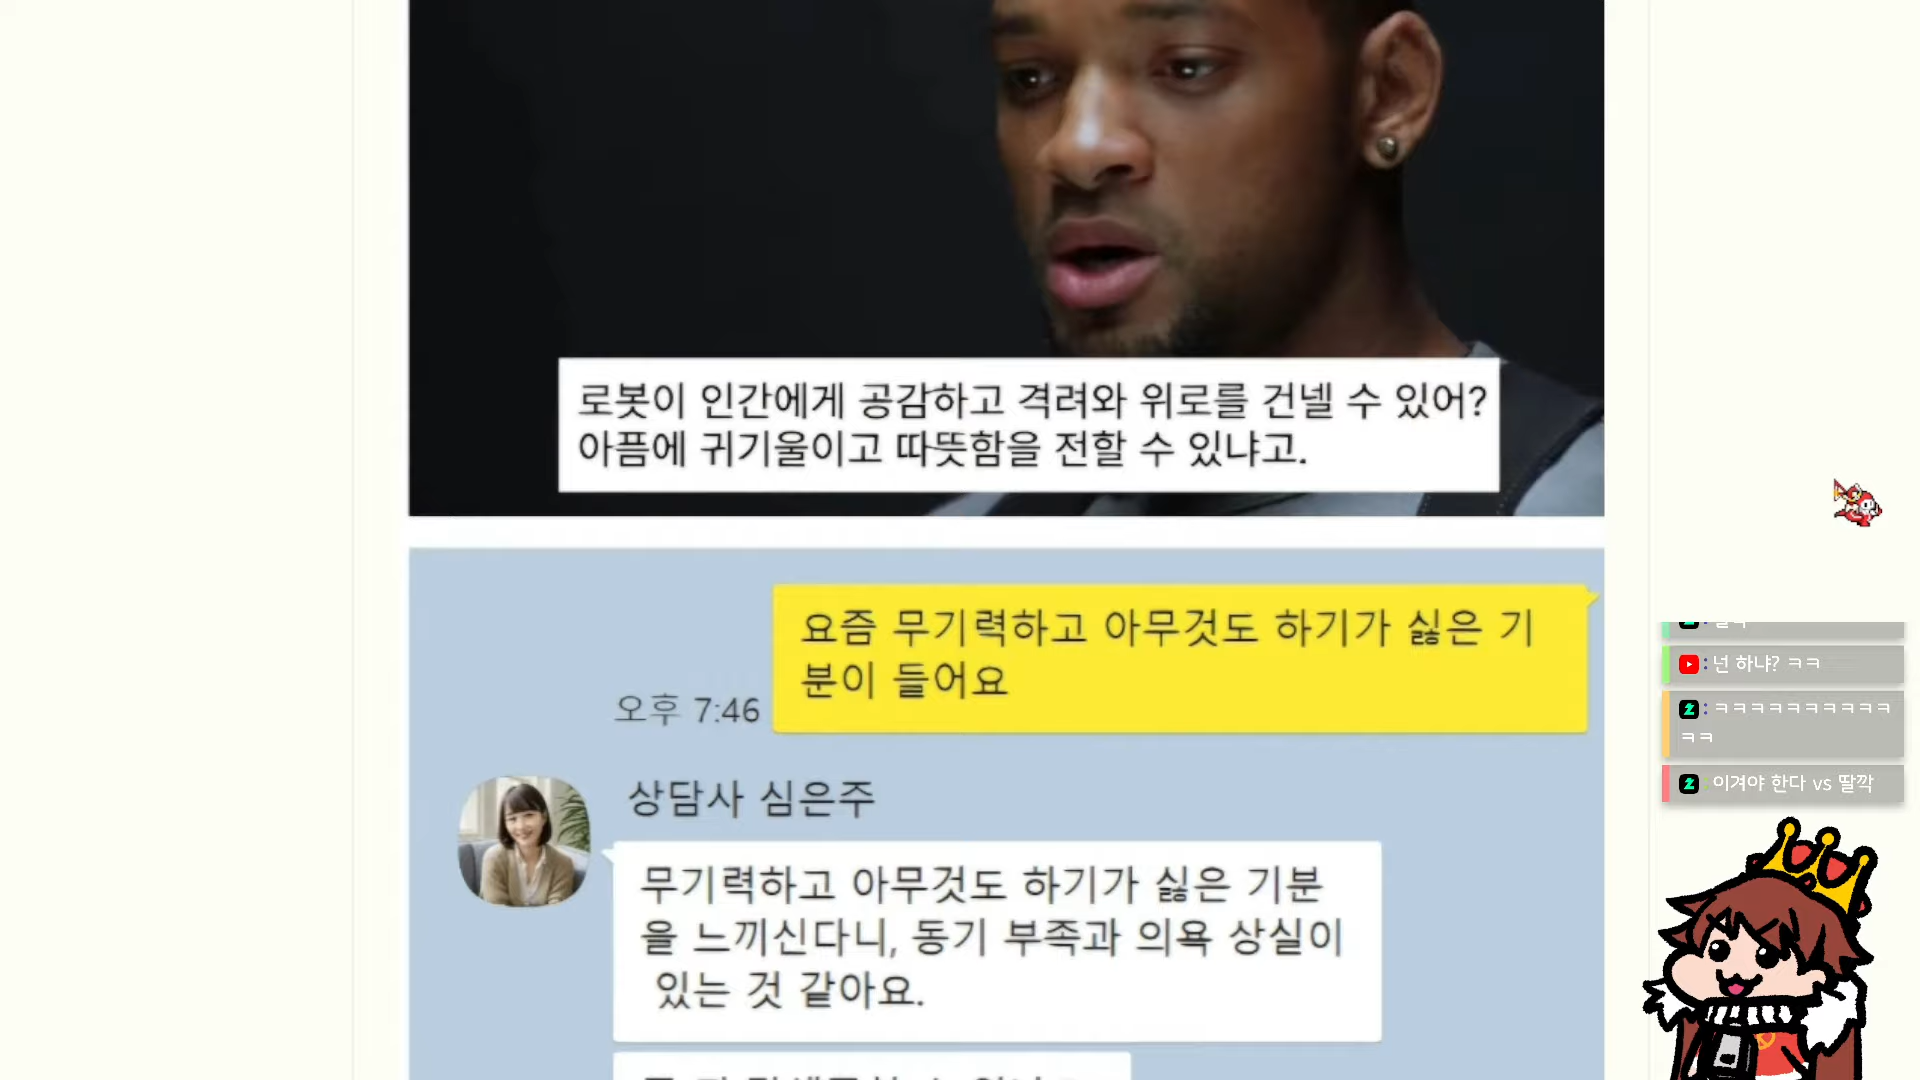 로봇이 인간에게 공감하고 격려와 위로를 건넬 수 있어?
아픔에 귀기울이고 따뜻함을 전할 수 있냐고.
요즘 무기력하고 아무것도 하기가 싫은 기
분이 들어요
오후 7:46
상담사 심은주
무기력하고 아무것도 하기가 싫은 기분
을 느끼신다니, 동기 부족과 의욕 상실이
있는 것 같아요.
: 넌 하냐? ㅋㅋ
: ㅋㅋㅋㅋㅋㅋㅋㅋㅋㅋ
ㅋㅋ
: 이겨야 한다 vs 딸깍